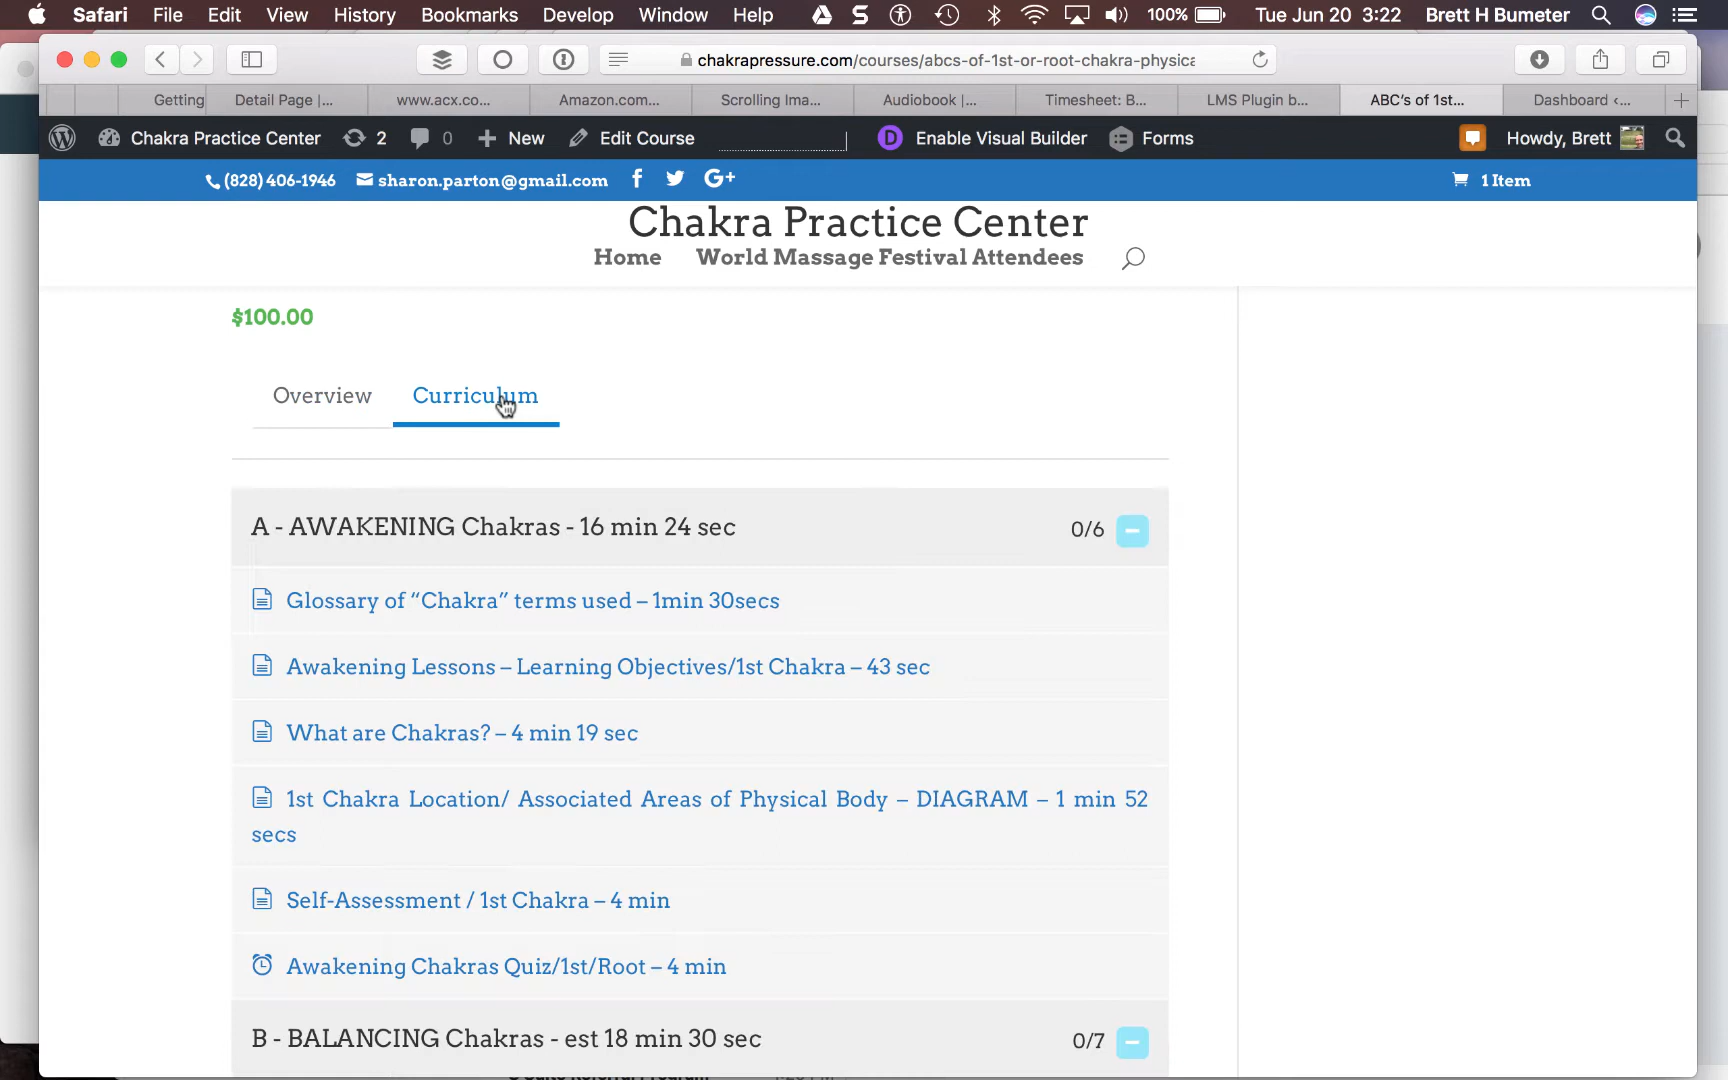 Safari File Edit View History Bookmarks Develop Window Help 100% Tue Jun 20 3:22 Brett H Bumeter
chakrapressure.com/courses/abcs-of-1st-or-root-chakra-physica
Getting Detail Page |... www.acx.co... Amazon.com... Scrolling Ima... Audiobook |... Timesheet: B... LMS Plugin b... ABC's of 1st... Dashboard ‹...
Chakra Practice Center 2 0 New Edit Course D Enable Visual Builder Forms Howdy, Brett
(828) 406-1946 sharon.parton@gmail.com 1 Item
Chakra Practice Center
Home World Massage Festival Attendees
$100.00
Overview Curriculum
A - AWAKENING Chakras - 16 min 24 sec 0/6
Glossary of “Chakra” terms used – 1min 30secs
Awakening Lessons – Learning Objectives/1st Chakra – 43 sec
What are Chakras? – 4 min 19 sec
1st Chakra Location/ Associated Areas of Physical Body – DIAGRAM – 1 min 52
secs
Self-Assessment / 1st Chakra – 4 min
Awakening Chakras Quiz/1st/Root – 4 min
B - BALANCING Chakras - est 18 min 30 sec 0/7